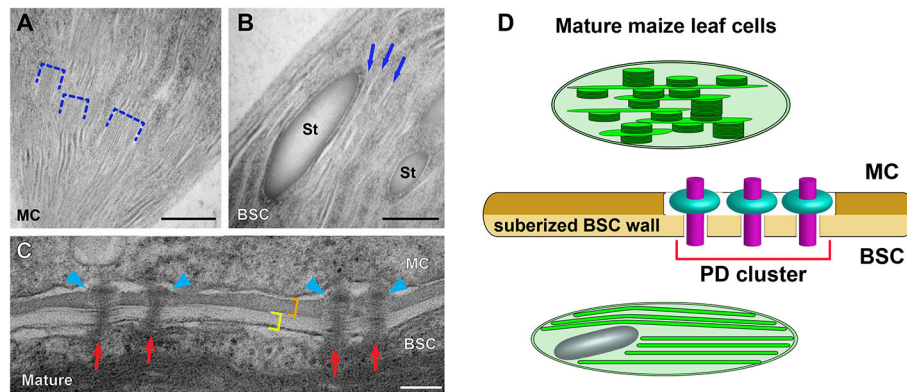 A
MC
B
St
St
BSC
C
MC
BSC
Mature
D
Mature maize leaf cells
MC
suberized BSC wall
BSC
PD cluster